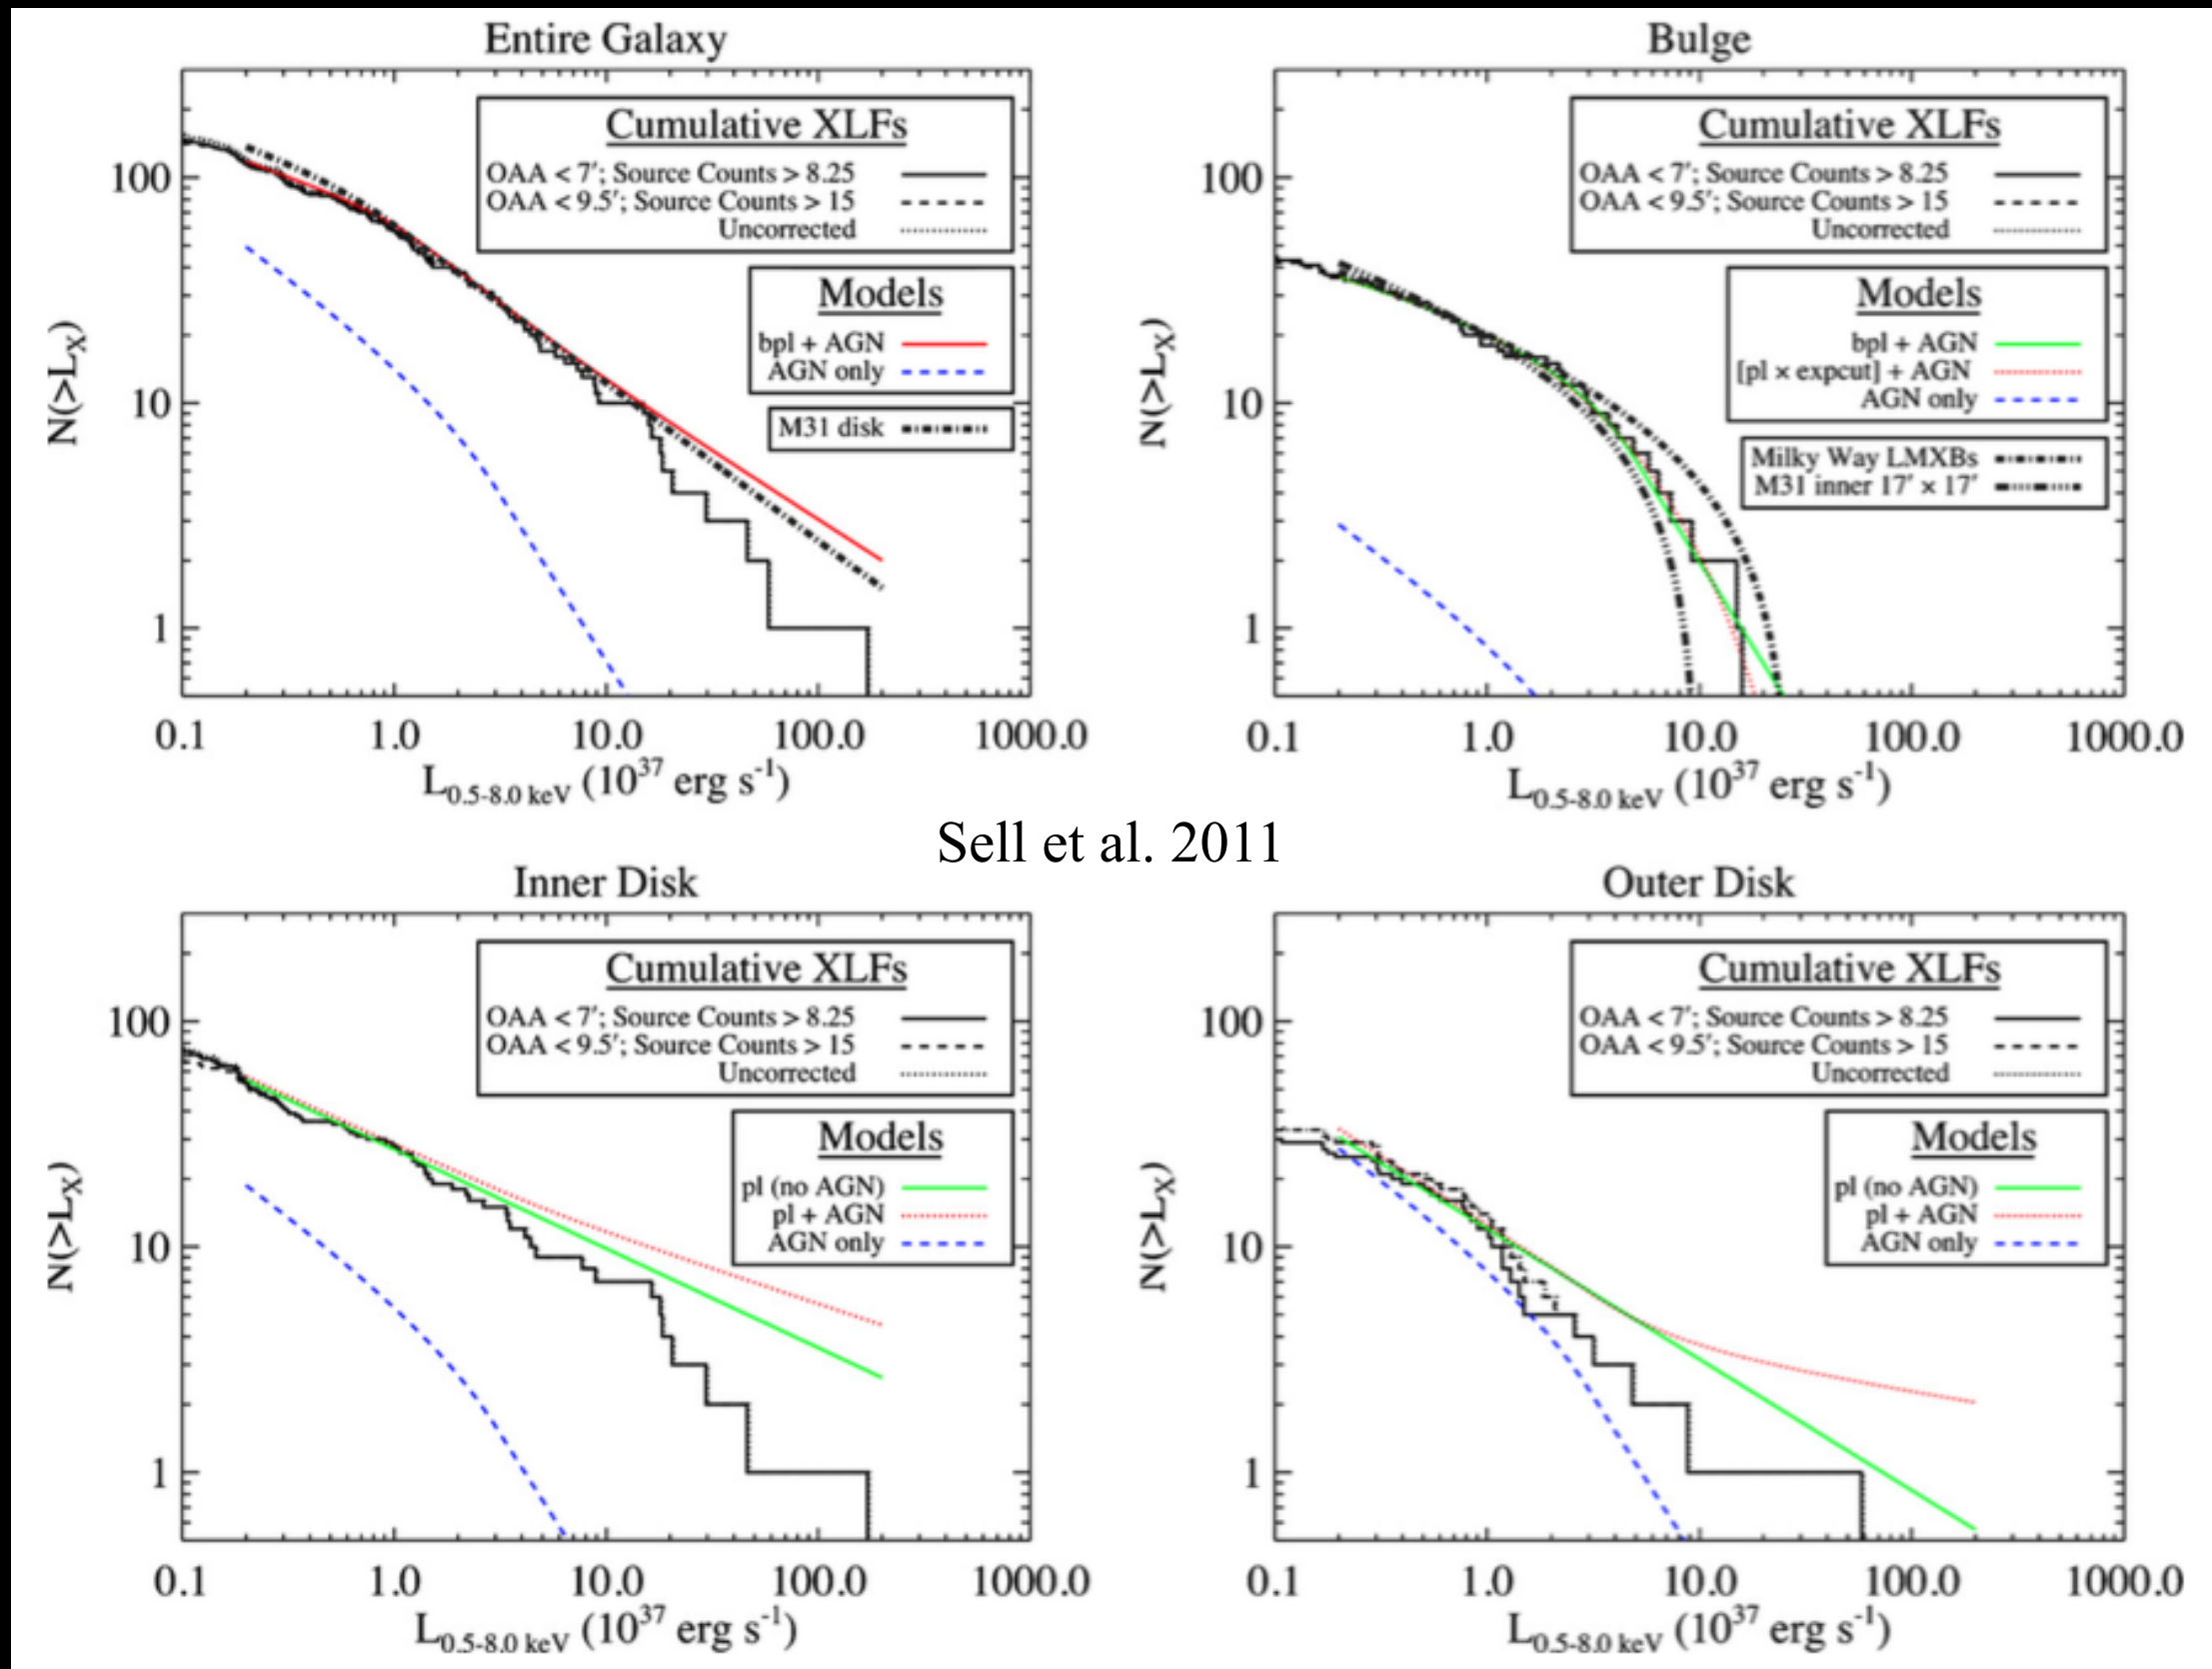 Entire Galaxy
Cumulative XLFs
OAA < 7′; Source Counts > 8.25
OAA < 9.5′; Source Counts > 15
Uncorrected
Models
bpl + AGN
AGN only
M31 disk
N(>L_X)
100
10
1
0.1 1.0 10.0 100.0 1000.0
L_0.5-8.0 keV (10^37 erg s^-1)
Bulge
Cumulative XLFs
OAA < 7′; Source Counts > 8.25
OAA < 9.5′; Source Counts > 15
Uncorrected
Models
bpl + AGN
[pl × expcut] + AGN
AGN only
Milky Way LMXBs
M31 inner 17′ × 17′
N(>L_X)
100
10
1
0.1 1.0 10.0 100.0 1000.0
L_0.5-8.0 keV (10^37 erg s^-1)
Sell et al. 2011
Inner Disk
Cumulative XLFs
OAA < 7′; Source Counts > 8.25
OAA < 9.5′; Source Counts > 15
Uncorrected
Models
pl (no AGN)
pl + AGN
AGN only
N(>L_X)
100
10
1
0.1 1.0 10.0 100.0 1000.0
L_0.5-8.0 keV (10^37 erg s^-1)
Outer Disk
Cumulative XLFs
OAA < 7′; Source Counts > 8.25
OAA < 9.5′; Source Counts > 15
Uncorrected
Models
pl (no AGN)
pl + AGN
AGN only
N(>L_X)
100
10
1
0.1 1.0 10.0 100.0 1000.0
L_0.5-8.0 keV (10^37 erg s^-1)